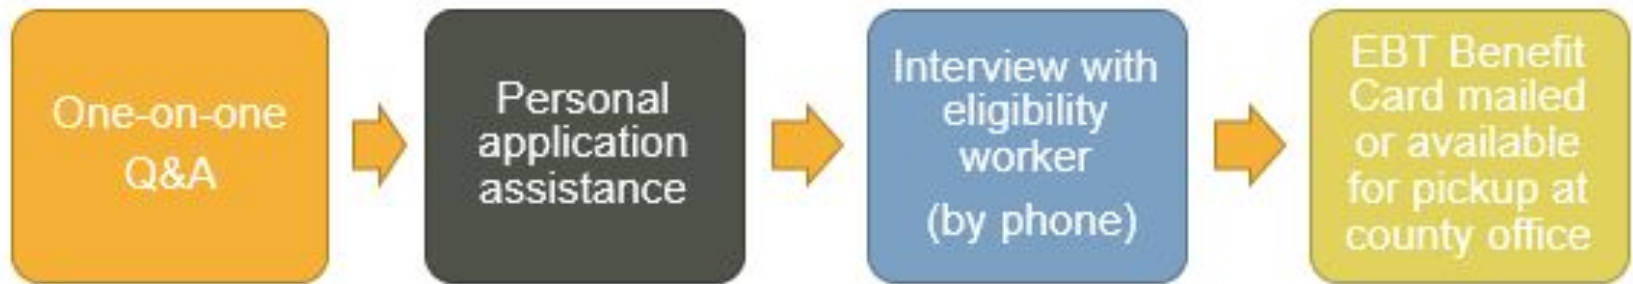 One-on-one
Q&A
Personal
application
assistance
Interview with
eligibility
worker
(by phone)
EBT Benefit
Card mailed
or available
for pickup at
county office